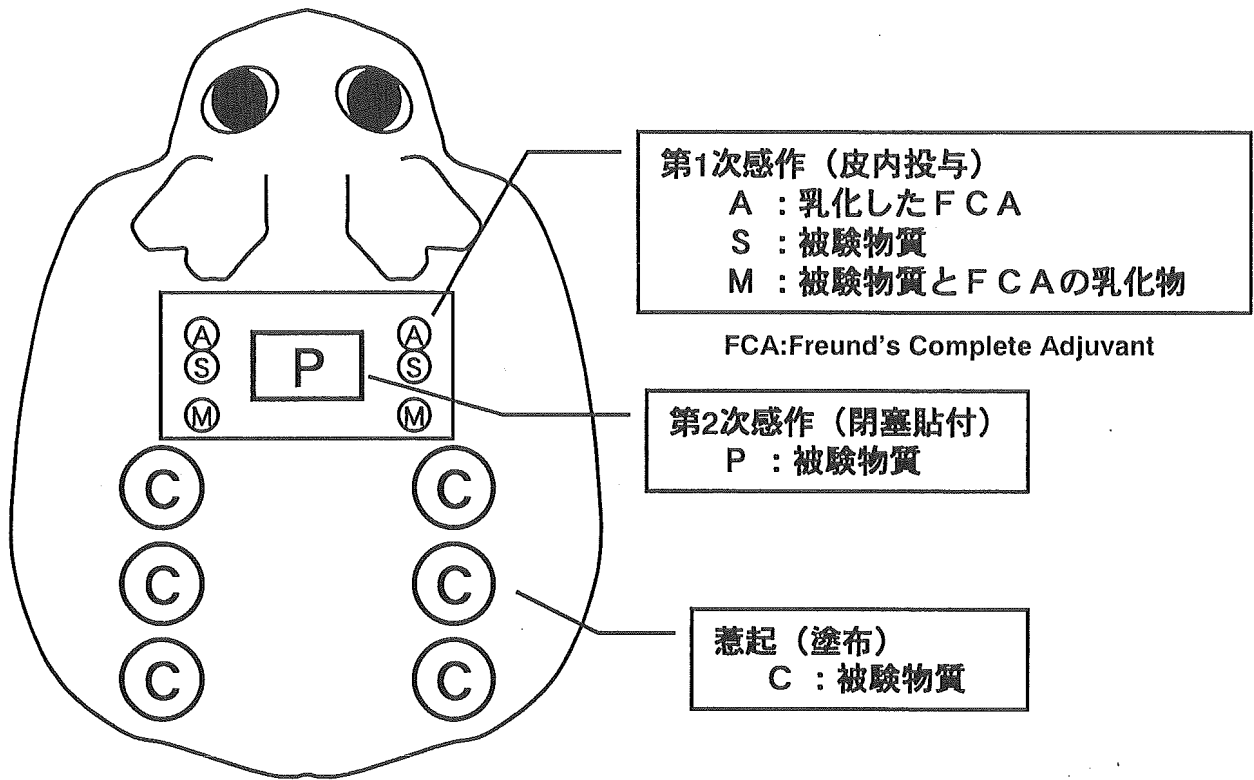 第1次感作（皮内投与）
A ：乳化したＦＣＡ
S ：被験物質
M ：被験物質とＦＣＡの乳化物
FCA:Freund's Complete Adjuvant
A A
S P S
M M
第2次感作（閉塞貼付）
P ：被験物質
C C
C C
惹起（塗布）
C ：被験物質
C C